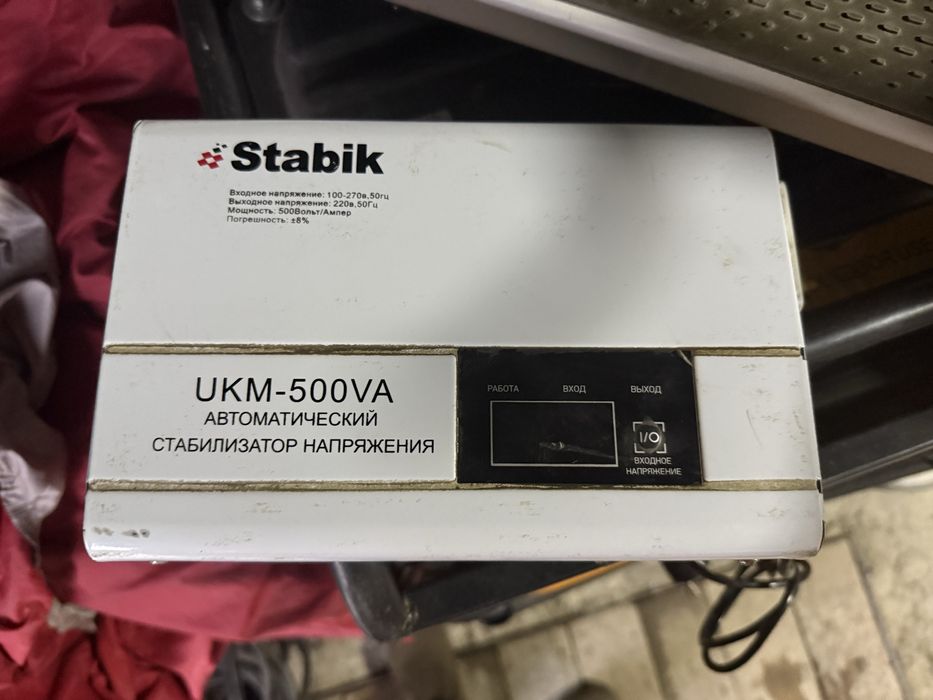 Stabik
Входное напряжение: 100-270в,50гц
Выходное напряжение: 220в,50Гц
Мощность: 500Вольт/Ампер
Погрешность: ±8%
UKM-500VA
АВТОМАТИЧЕСКИЙ
СТАБИЛИЗАТОР НАПРЯЖЕНИЯ
РАБОТА ВХОД ВЫХОД
I/O
ВХОДНОЕ
НАПРЯЖЕНИЕ